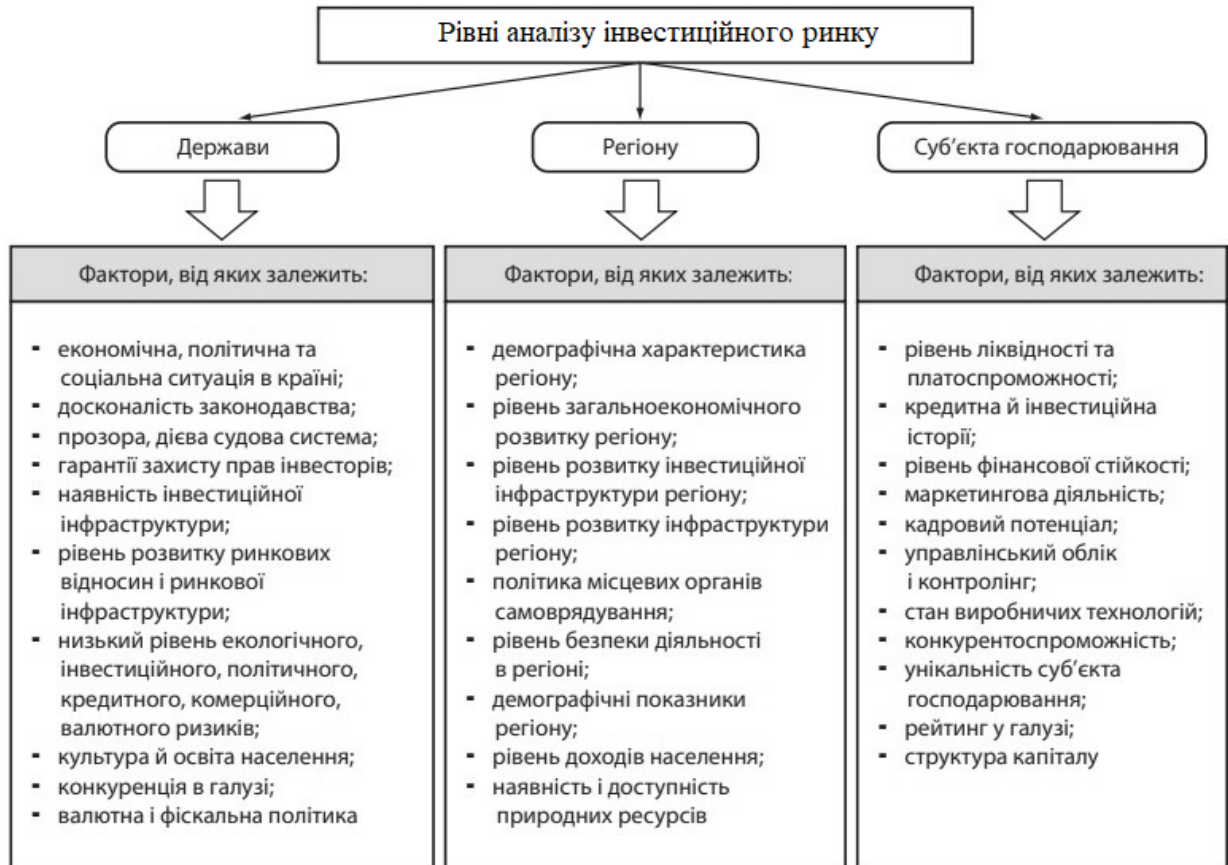 Рівні аналізу інвестиційного ринку
Держави
Регіону
Суб’єкта господарювання
Фактори, від яких залежить:
- економічна, політична та
соціальна ситуація в країні;
- досконалість законодавства;
- прозора, дієва судова система;
- гарантії захисту прав інвесторів;
- наявність інвестиційної
інфраструктури;
- рівень розвитку ринкових
відносин і ринкової
інфраструктури;
- низький рівень екологічного,
інвестиційного, політичного,
кредитного, комерційного,
валютного ризиків;
- культура й освіта населення;
- конкуренція в галузі;
- валютна і фіскальна політика
Фактори, від яких залежить:
- демографічна характеристика
регіону;
- рівень загальноекономічного
розвитку регіону;
- рівень розвитку інвестиційної
інфраструктури регіону;
- рівень розвитку інфраструктури
регіону;
- політика місцевих органів
самоврядування;
- рівень безпеки діяльності
в регіоні;
- демографічні показники
регіону;
- рівень доходів населення;
- наявність і доступність
природних ресурсів
Фактори, від яких залежить:
- рівень ліквідності та
платоспроможності;
- кредитна й інвестиційна
історії;
- рівень фінансової стійкості;
- маркетингова діяльність;
- кадровий потенціал;
- управлінський облік
і контролінг;
- стан виробничих технологій;
- конкурентоспроможність;
- унікальність суб’єкта
господарювання;
- рейтинг у галузі;
- структура капіталу